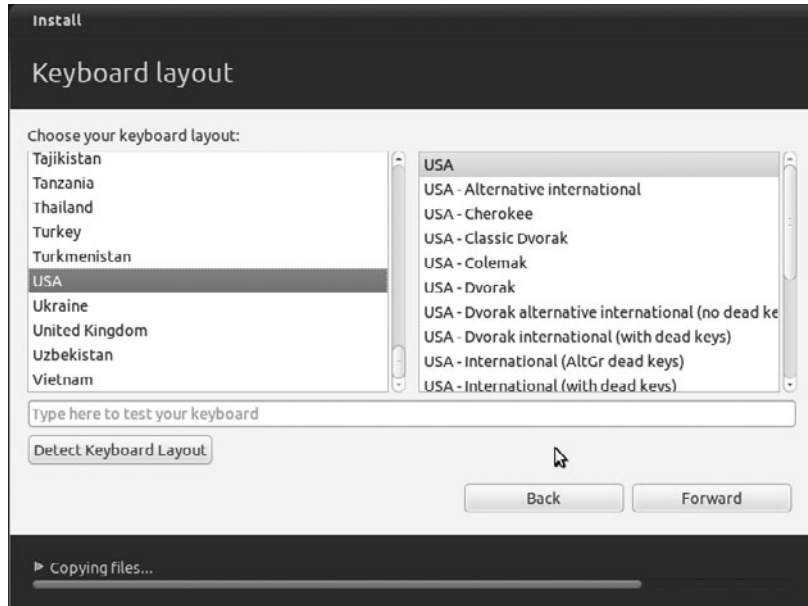 Install
Keyboard layout
Choose your keyboard layout:
Tajikistan
Tanzania
Thailand
Turkey
Turkmenistan
USA
Ukraine
United Kingdom
Uzbekistan
Vietnam
USA
USA - Alternative international
USA - Cherokee
USA - Classic Dvorak
USA - Colemak
USA - Dvorak
USA - Dvorak alternative international (no dead ke
USA - Dvorak international (with dead keys)
USA - International (AltGr dead keys)
USA - International (with dead keys)
Type here to test your keyboard
Detect Keyboard Layout
Back Forward
Copying files...